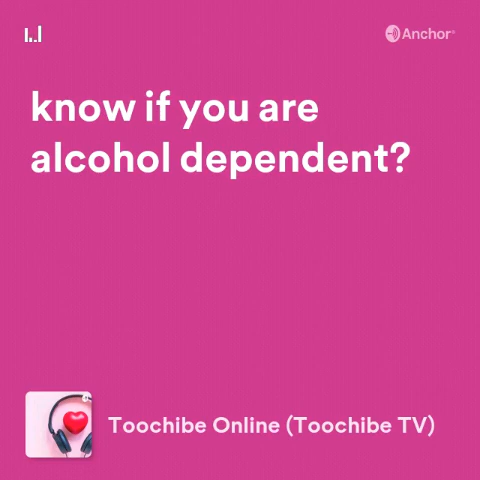 Anchor
know if you are
alcohol dependent?
Toochibe Online (Toochibe TV)